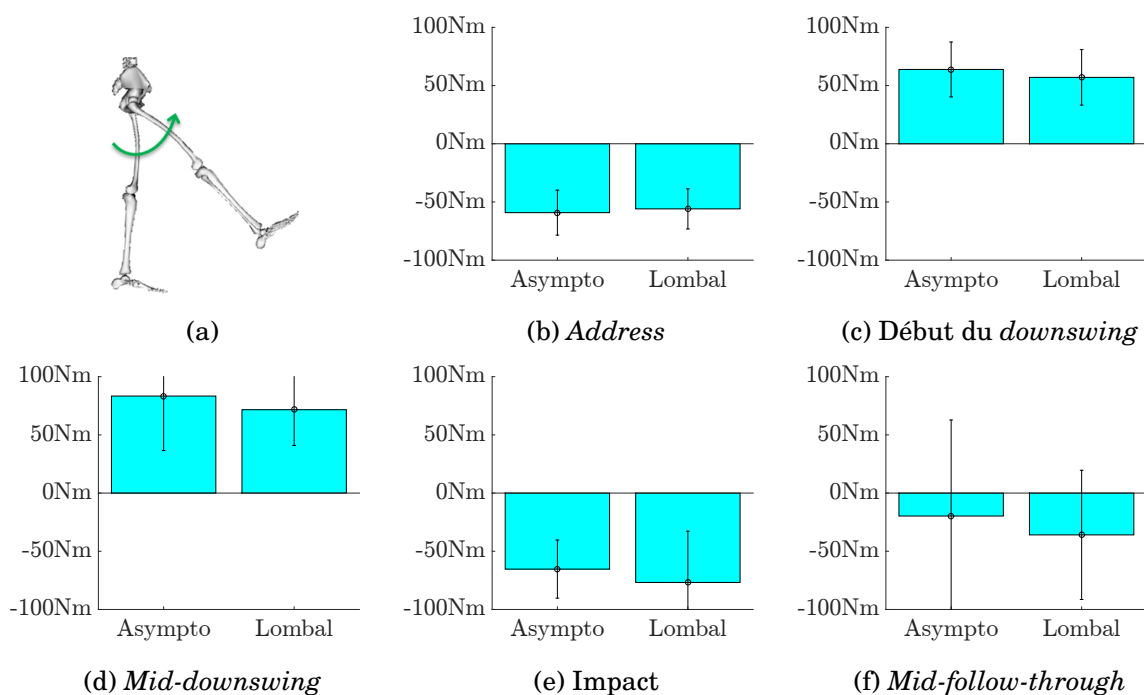 100Nm
50Nm
0Nm
-50Nm
-100Nm
Asympto Lombal
100Nm
50Nm
0Nm
-50Nm
-100Nm
Asympto Lombal
(a)
(b) Address
(c) Début du downswing
100Nm
50Nm
0Nm
-50Nm
-100Nm
Asympto Lombal
100Nm
50Nm
0Nm
-50Nm
-100Nm
Asympto Lombal
100Nm
50Nm
0Nm
-50Nm
-100Nm
Asympto Lombal
(d) Mid-downswing
(e) Impact
(f) Mid-follow-through